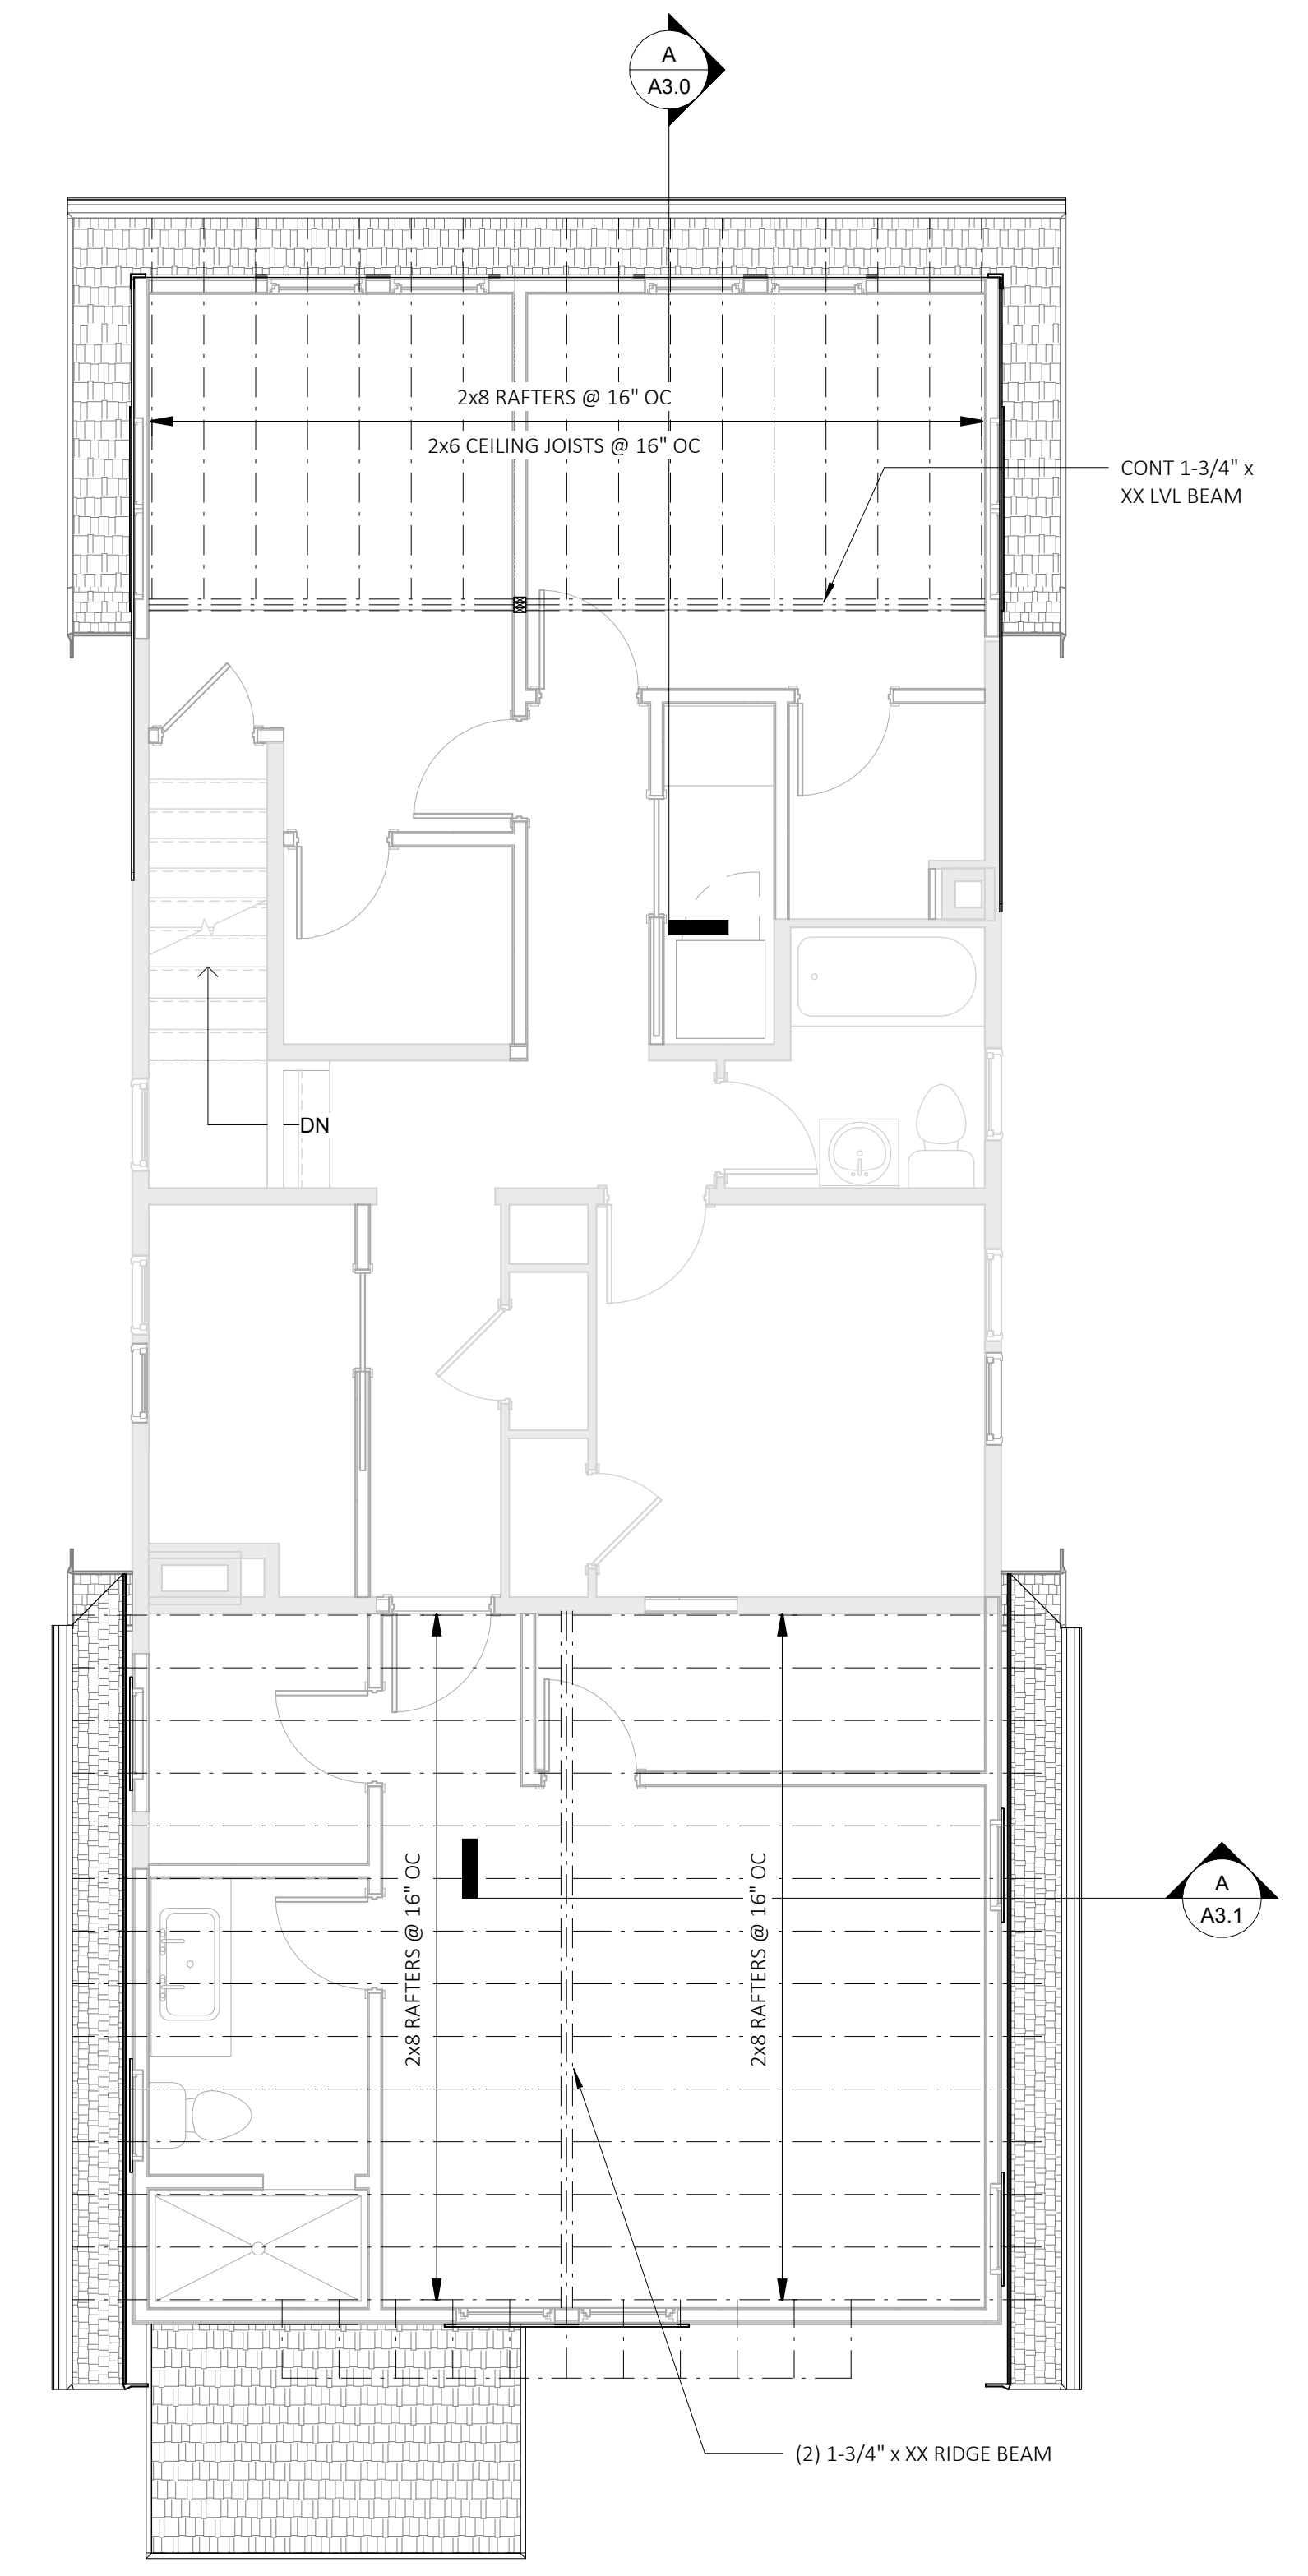 A
A3.0
2x8 RAFTERS @ 16" OC
2x6 CEILING JOISTS @ 16" OC
CONT 1-3/4" x
XX LVL BEAM
DN
2x8 RAFTERS @ 16" OC
2x8 RAFTERS @ 16" OC
A
A3.1
(2) 1-3/4" x XX RIDGE BEAM